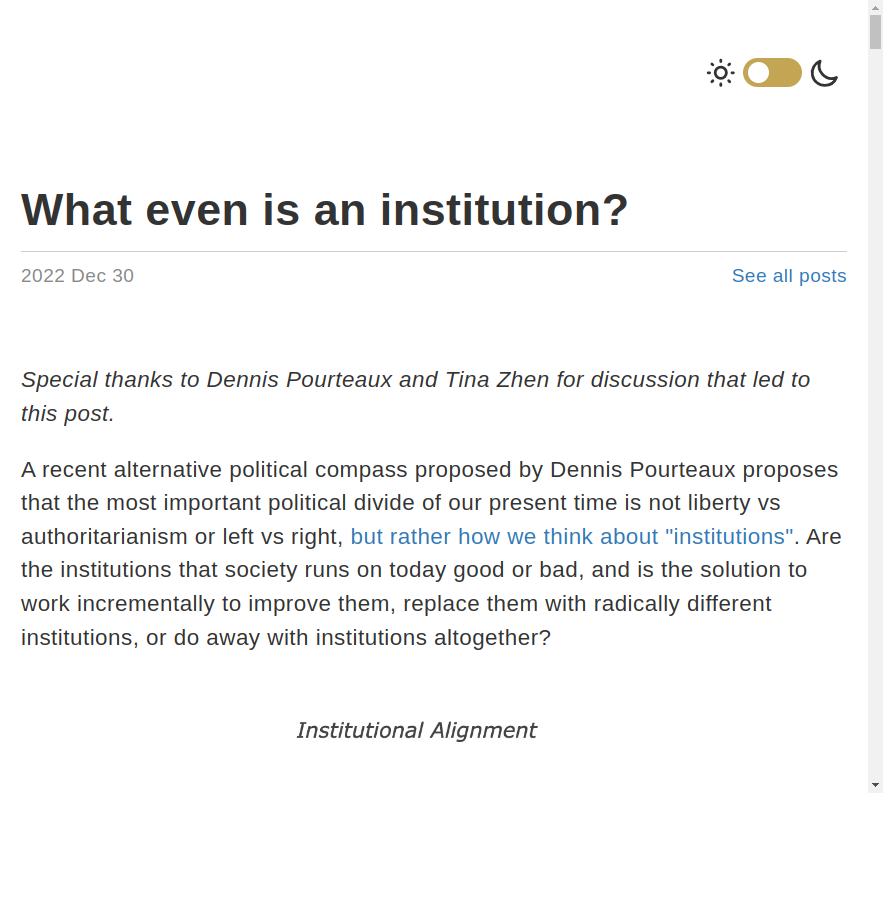 What even is an institution?
2022 Dec 30
See all posts
Special thanks to Dennis Pourteaux and Tina Zhen for discussion that led to
this post.
A recent alternative political compass proposed by Dennis Pourteaux proposes
that the most important political divide of our present time is not liberty vs
authoritarianism or left vs right, but rather how we think about "institutions". Are
the institutions that society runs on today good or bad, and is the solution to
work incrementally to improve them, replace them with radically different
institutions, or do away with institutions altogether?
Institutional Alignment